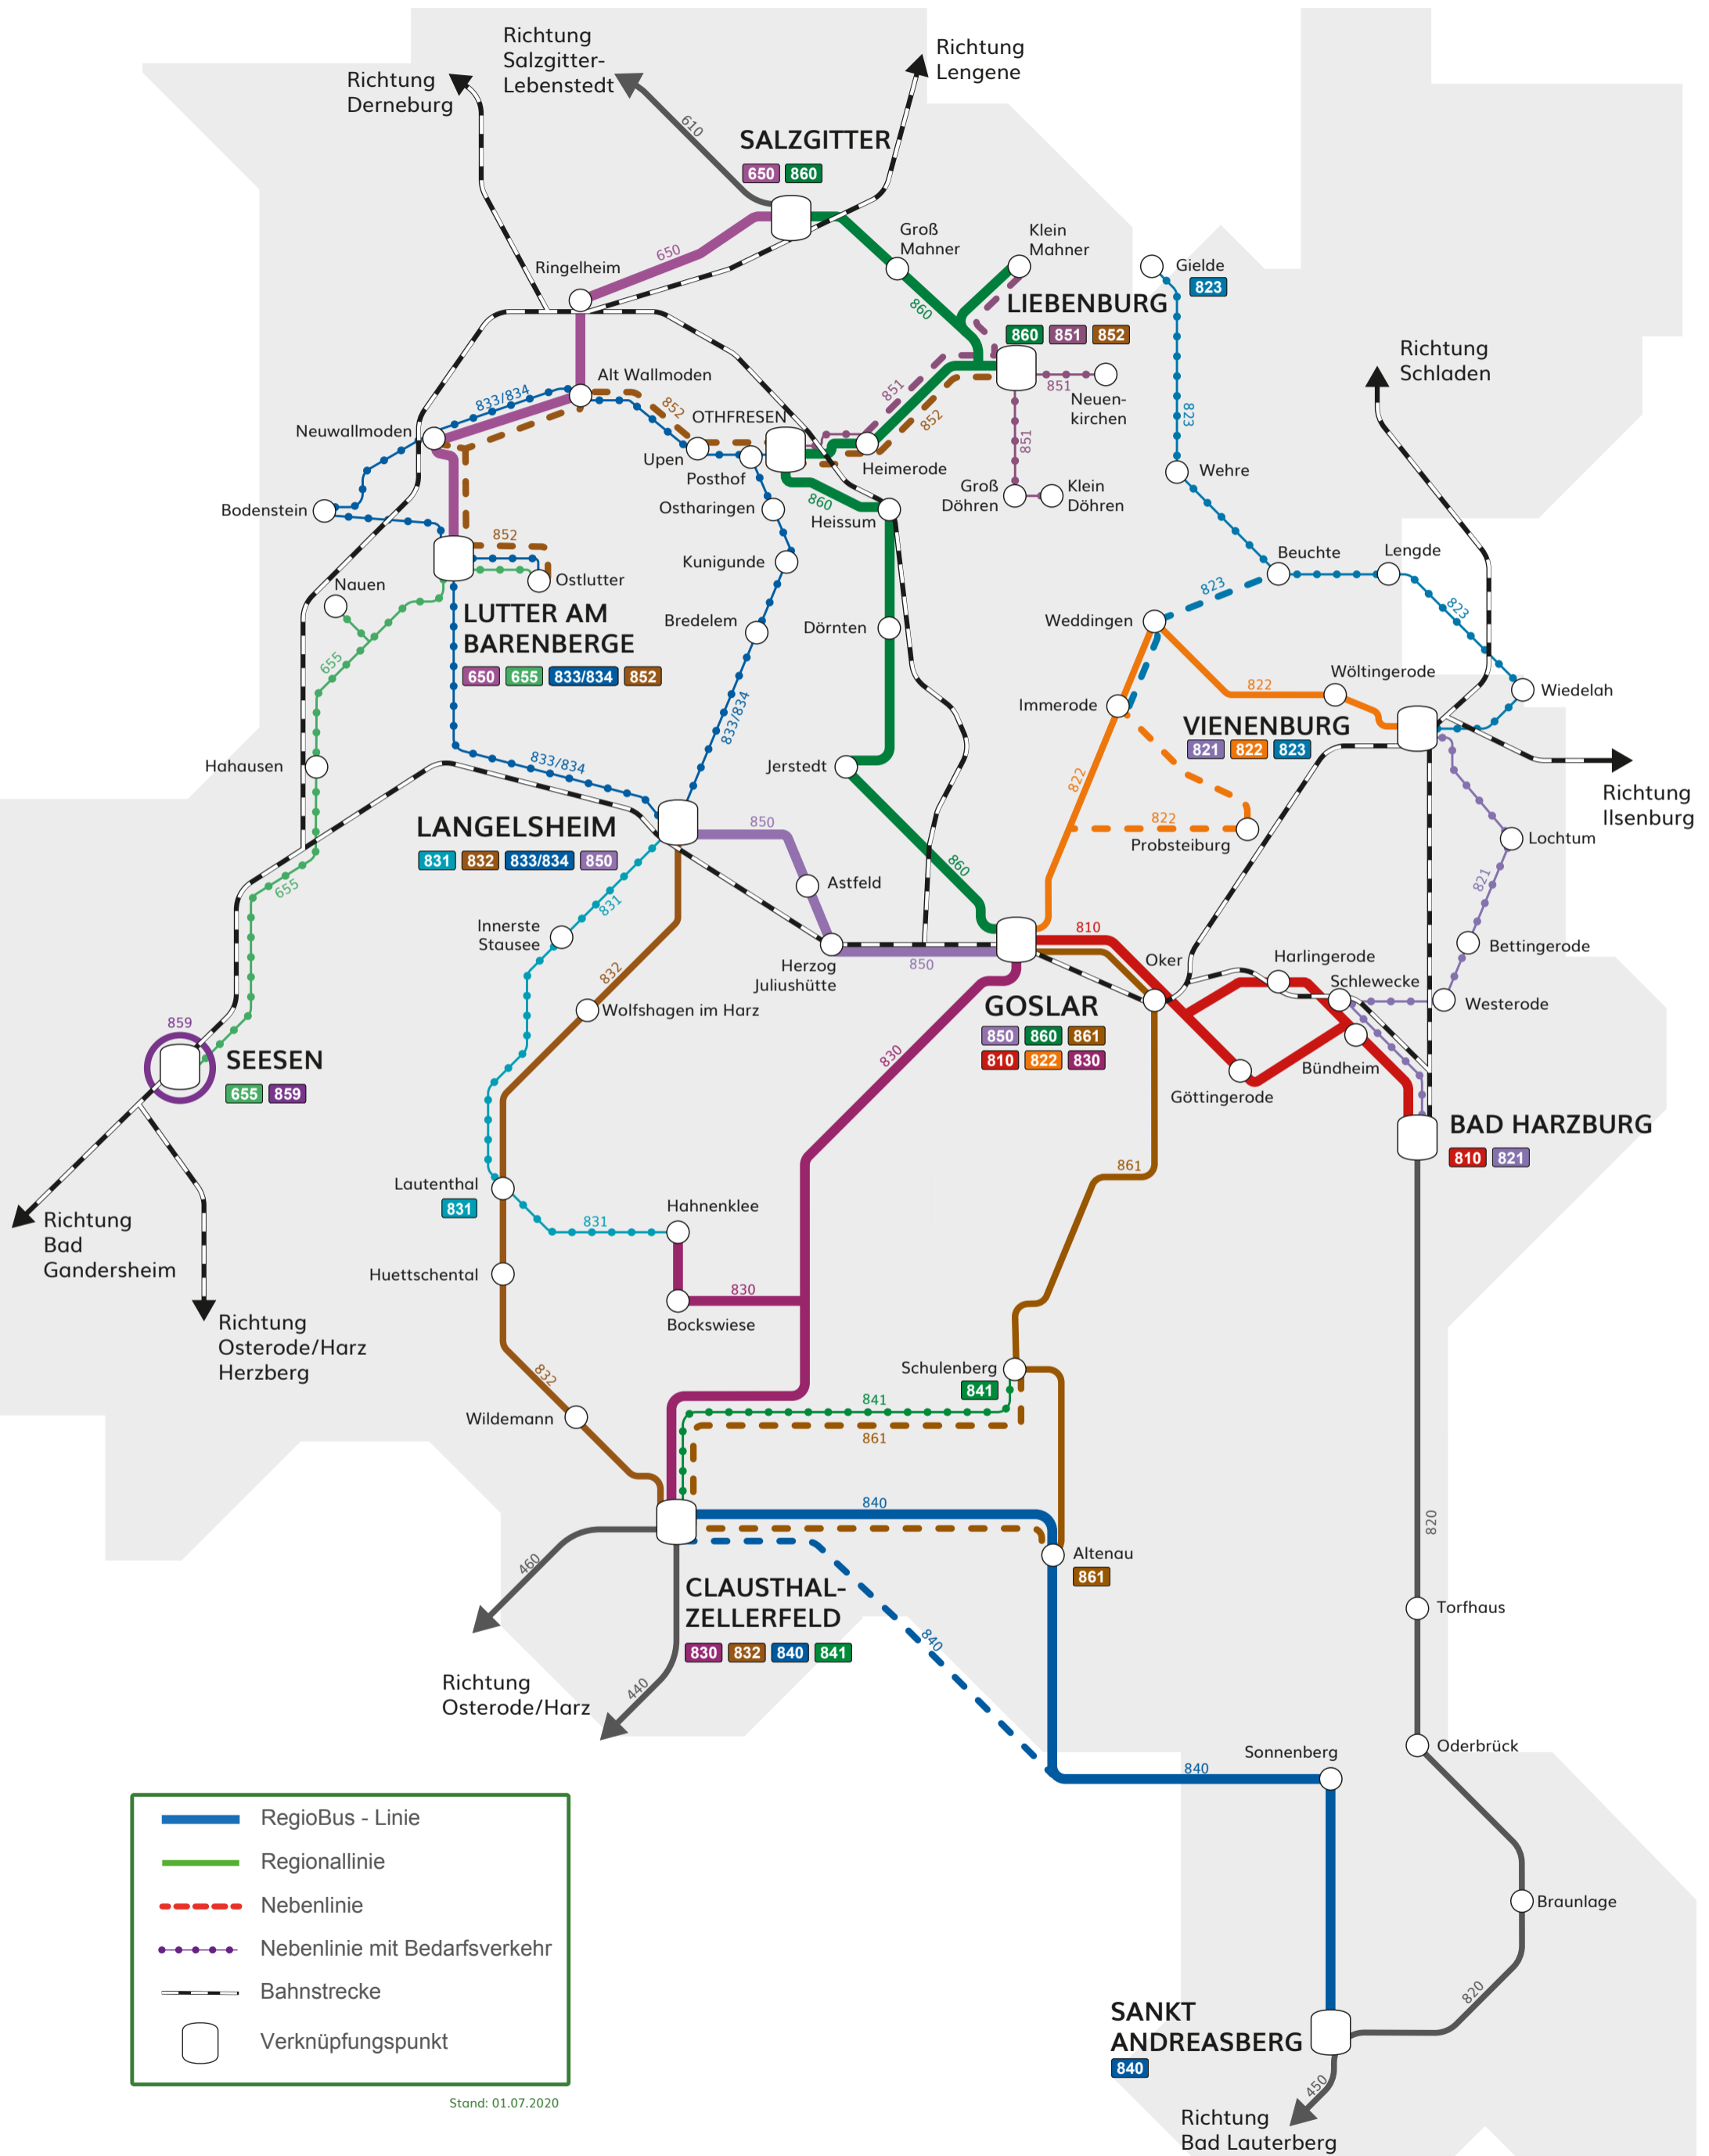 Richtung
Salzgitter-
Lebenstedt
Richtung
Lengene
Richtung
Derneburg
610
SALZGITTER
650 860
Groß
Mahner
Klein
Mahner
Ringelheim
650
860
Gielde
823
LIEBENBURG
860 851 852
Richtung
Schladen
Alt Wallmoden
833/834
852
851
852
851
Neuen-
kirchen
OTHFRESEN
Neuwallmoden
823
Upen
Posthof
Heimerode
851
Wehre
Groß
Döhren
Klein
Döhren
Bodenstein
Ostharingen
860
Heissum
852
Kunigunde
Beuchte
Lengde
Nauen
Ostlutter
823
823
LUTTER AM
BARENBERGE
650 655 833/834 852
Bredelem
Dörnten
Weddingen
655
Wöltingerode
822
Wiedelah
Immerode
833/834
VIENENBURG
821 822 823
Hahausen
833/834
Jerstedt
822
Richtung
Ilsenburg
LANGELSHEIM
831 832 833/834 850
850
822
Probsteiburg
Lochtum
860
Astfeld
655
831
821
Innerste
Stausee
810
Harlingerode
Bettingerode
Oker
850
Herzog
Juliushütte
832
Schlewecke
Westerode
Wolfshagen im Harz
GOSLAR
850 860 861
810 822 830
859
SEESEN
655 859
830
Bündheim
Göttingerode
BAD HARZBURG
810 821
861
Lautenthal
831
Hahnenklee
831
Richtung
Bad
Gandersheim
Huettschental
830
Bockswiese
Richtung
Osterode/Harz
Herzberg
832
Schulenberg
841
841
861
Wildemann
840
820
Altenau
861
460
CLAUSTHAL-
ZELLERFELD
830 832 840 841
Torfhaus
840
440
Richtung
Osterode/Harz
Oderbrück
Sonnenberg
840
RegioBus - Linie
Regionallinie
Nebenlinie
Nebenlinie mit Bedarfsverkehr
Bahnstrecke
Verknüpfungspunkt
Braunlage
820
SANKT
ANDREASBERG
840
450
Stand: 01.07.2020
Richtung
Bad Lauterberg